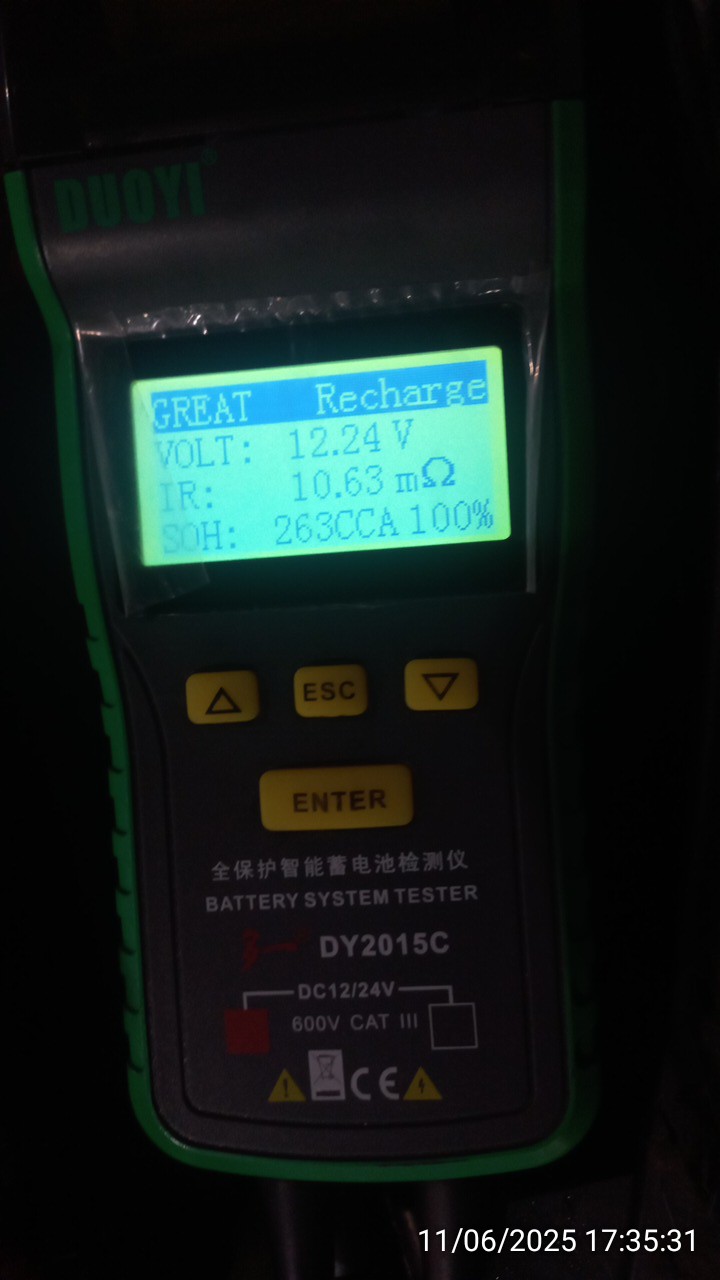 DUOYI®
GREAT Recharge
VOLT: 12.24 V
IR: 10.63 mΩ
SOH: 263CCA 100%
ESC
ENTER
全保护智能蓄电池检测仪
BATTERY SYSTEM TESTER
DY2015C
DC12/24V
600V CAT III
CE
11/06/2025 17:35:31